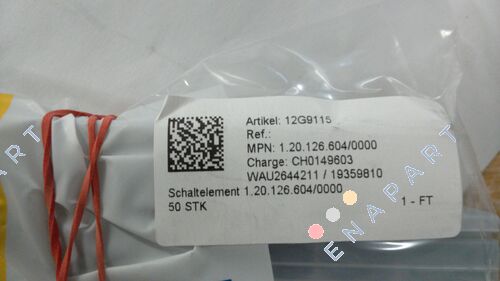 Artikel: 12G9115
Ref.:
MPN: 1.20.126.604/0000
Charge: CH0149603
WAU2644211 / 19359810
Schaltelement 1.20.126.604/0000
50 STK
1 - FT
ENAPART